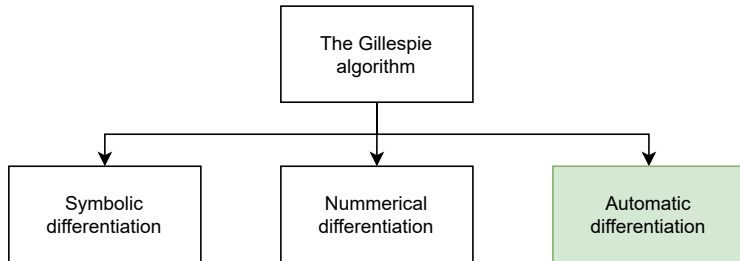 The Gillespie
algorithm
Symbolic
differentiation
Nummerical
differentiation
Automatic
differentiation